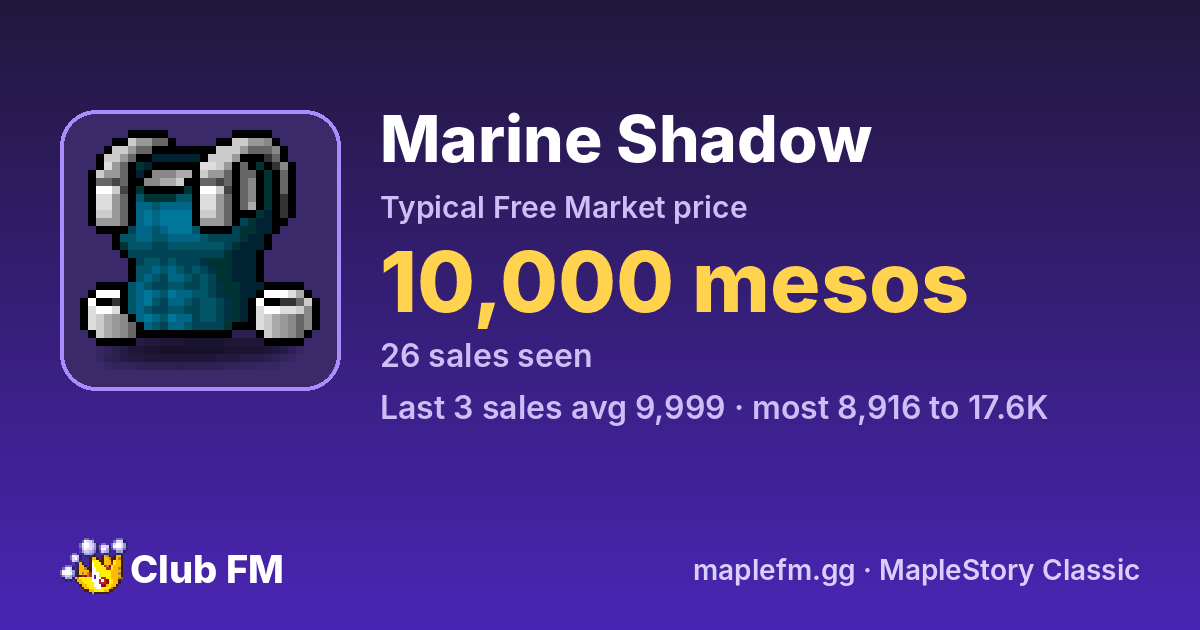 Marine Shadow
Typical Free Market price
10,000 mesos
26 sales seen
Last 3 sales avg 9,999 · most 8,916 to 17.6K
Club FM
maplefm.gg · MapleStory Classic